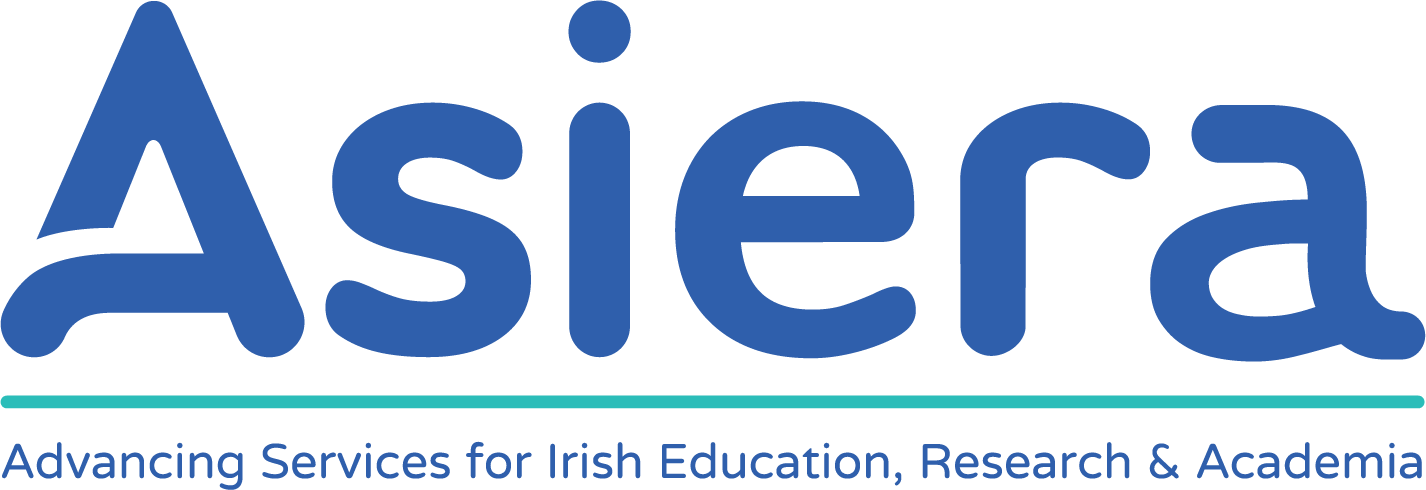 Asiera
Advancing Services for Irish Education, Research & Academia